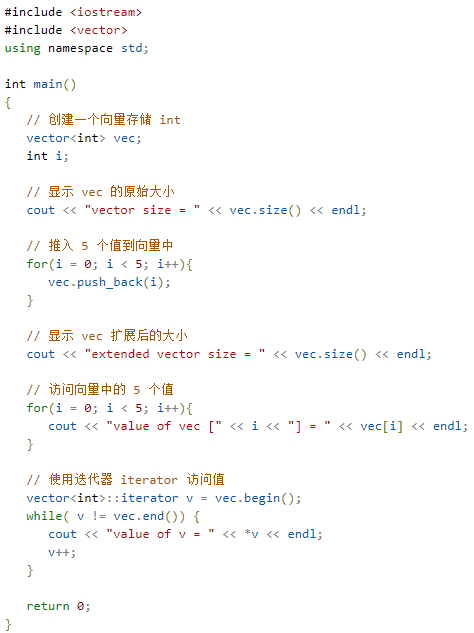 #include <iostream>
#include <vector>
using namespace std;

int main()
{
   // 创建一个向量存储 int
   vector<int> vec;
   int i;

   // 显示 vec 的原始大小
   cout << "vector size = " << vec.size() << endl;

   // 推入 5 个值到向量中
   for(i = 0; i < 5; i++){
      vec.push_back(i);
   }

   // 显示 vec 扩展后的大小
   cout << "extended vector size = " << vec.size() << endl;

   // 访问向量中的 5 个值
   for(i = 0; i < 5; i++){
      cout << "value of vec [" << i << "] = " << vec[i] << endl;
   }

   // 使用迭代器 iterator 访问值
   vector<int>::iterator v = vec.begin();
   while( v != vec.end()) {
      cout << "value of v = " << *v << endl;
      v++;
   }

   return 0;
}